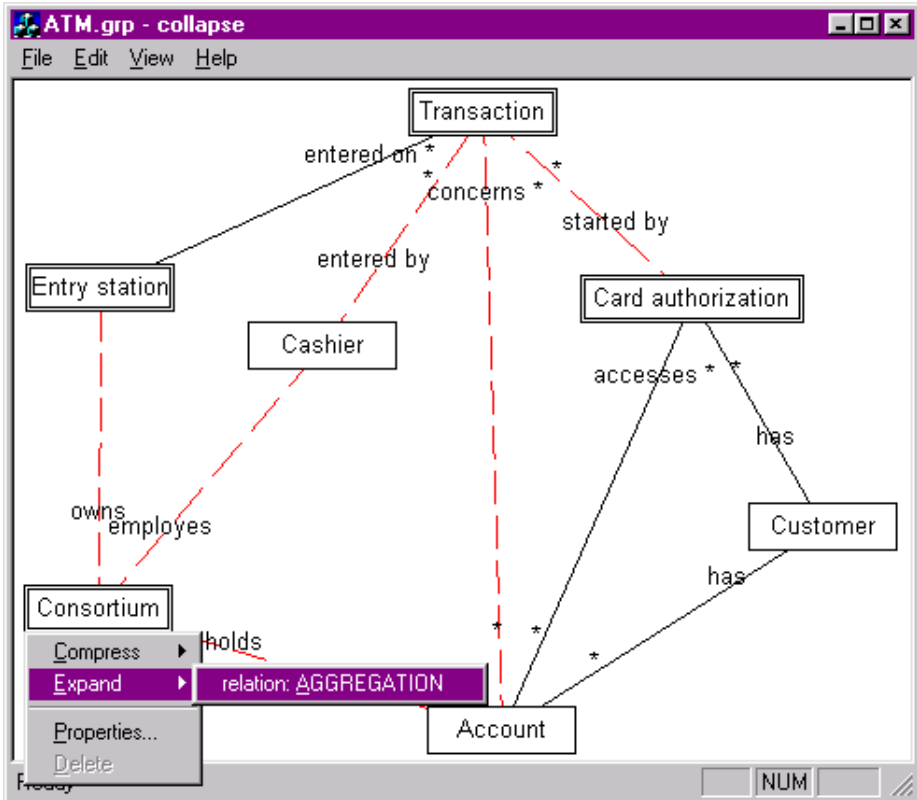 ATM.grp - collapse
File Edit View Help
Transaction
entered on *
*
*
concerns *
started by
entered by
Entry station
Card authorization
Cashier
accesses * *
has
owns
employes
Customer
has
Consortium
holds
* * *
Compress
Expand
relation: AGGREGATION
Account
Properties...
Delete
NUM